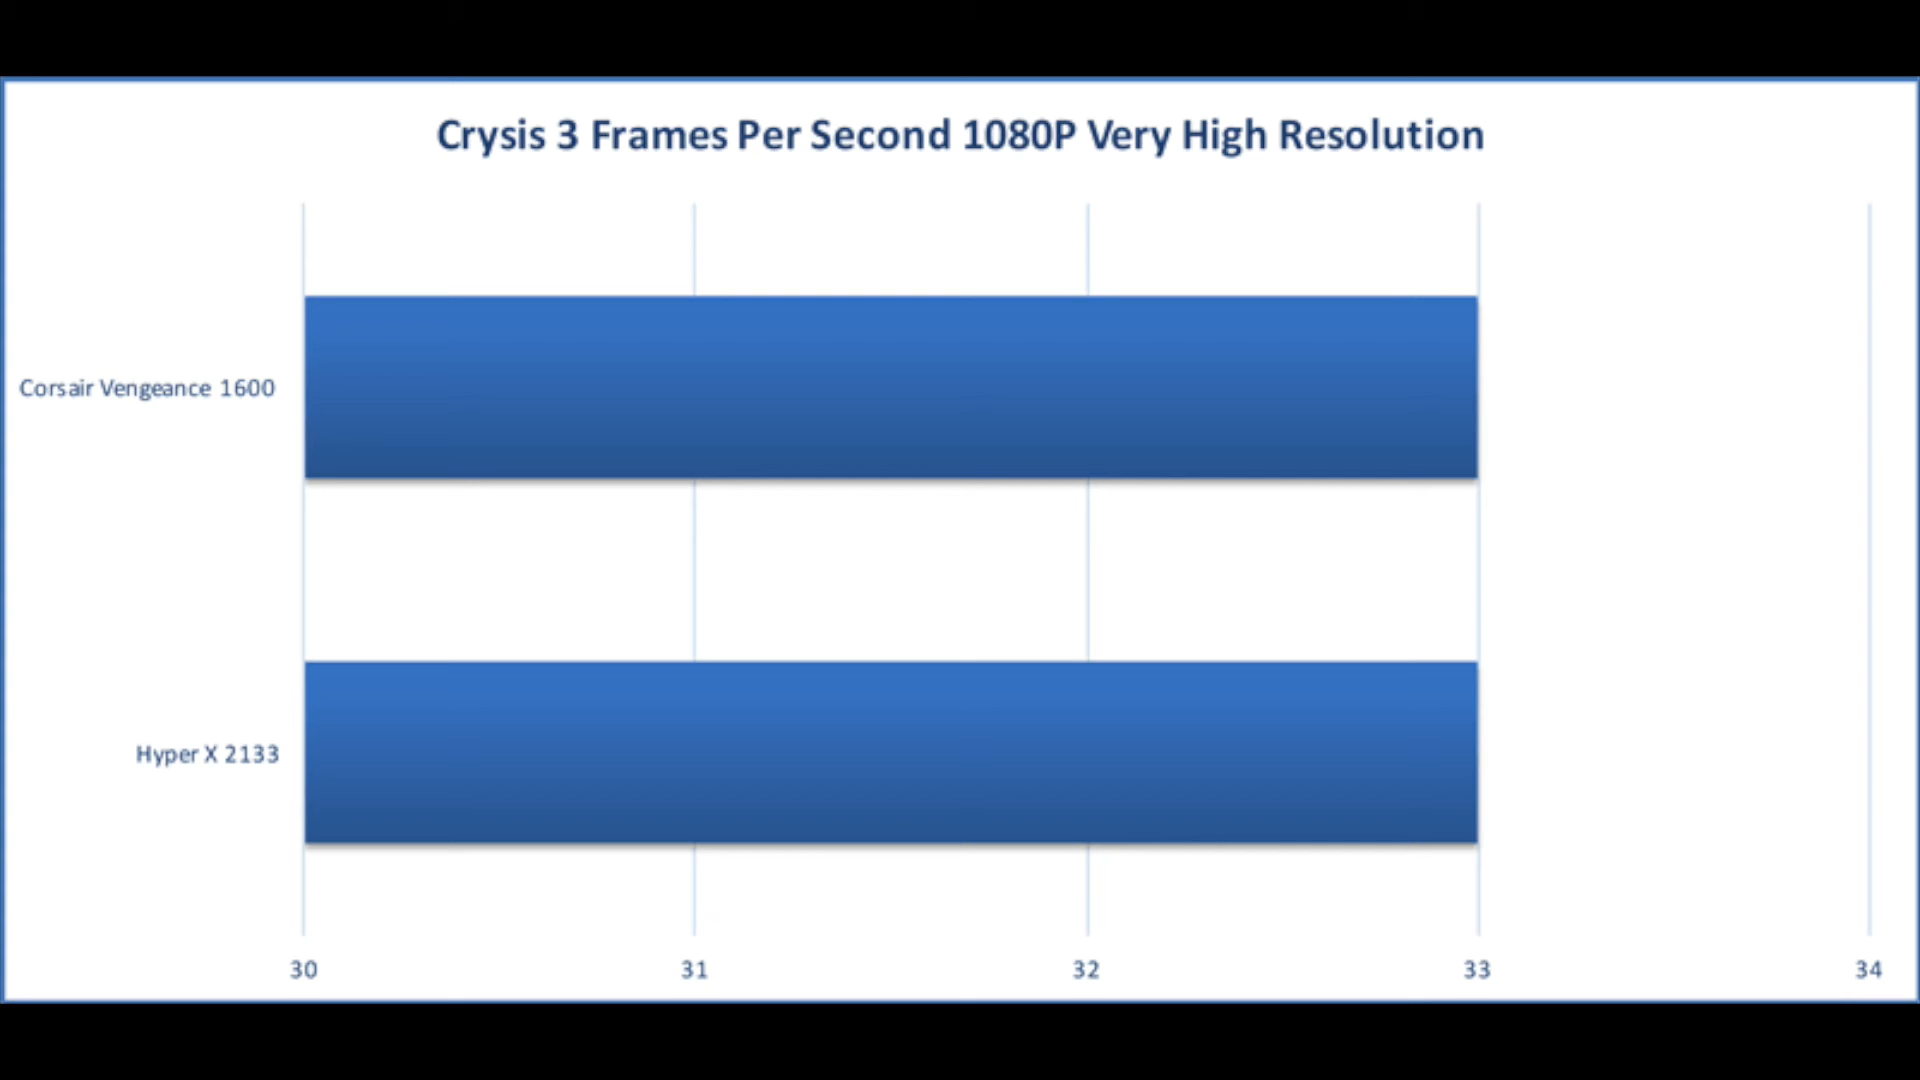 Crysis 3 Frames Per Second 1080P Very High Resolution
Corsair Vengeance 1600
Hyper X 2133
30 31 32 33 34